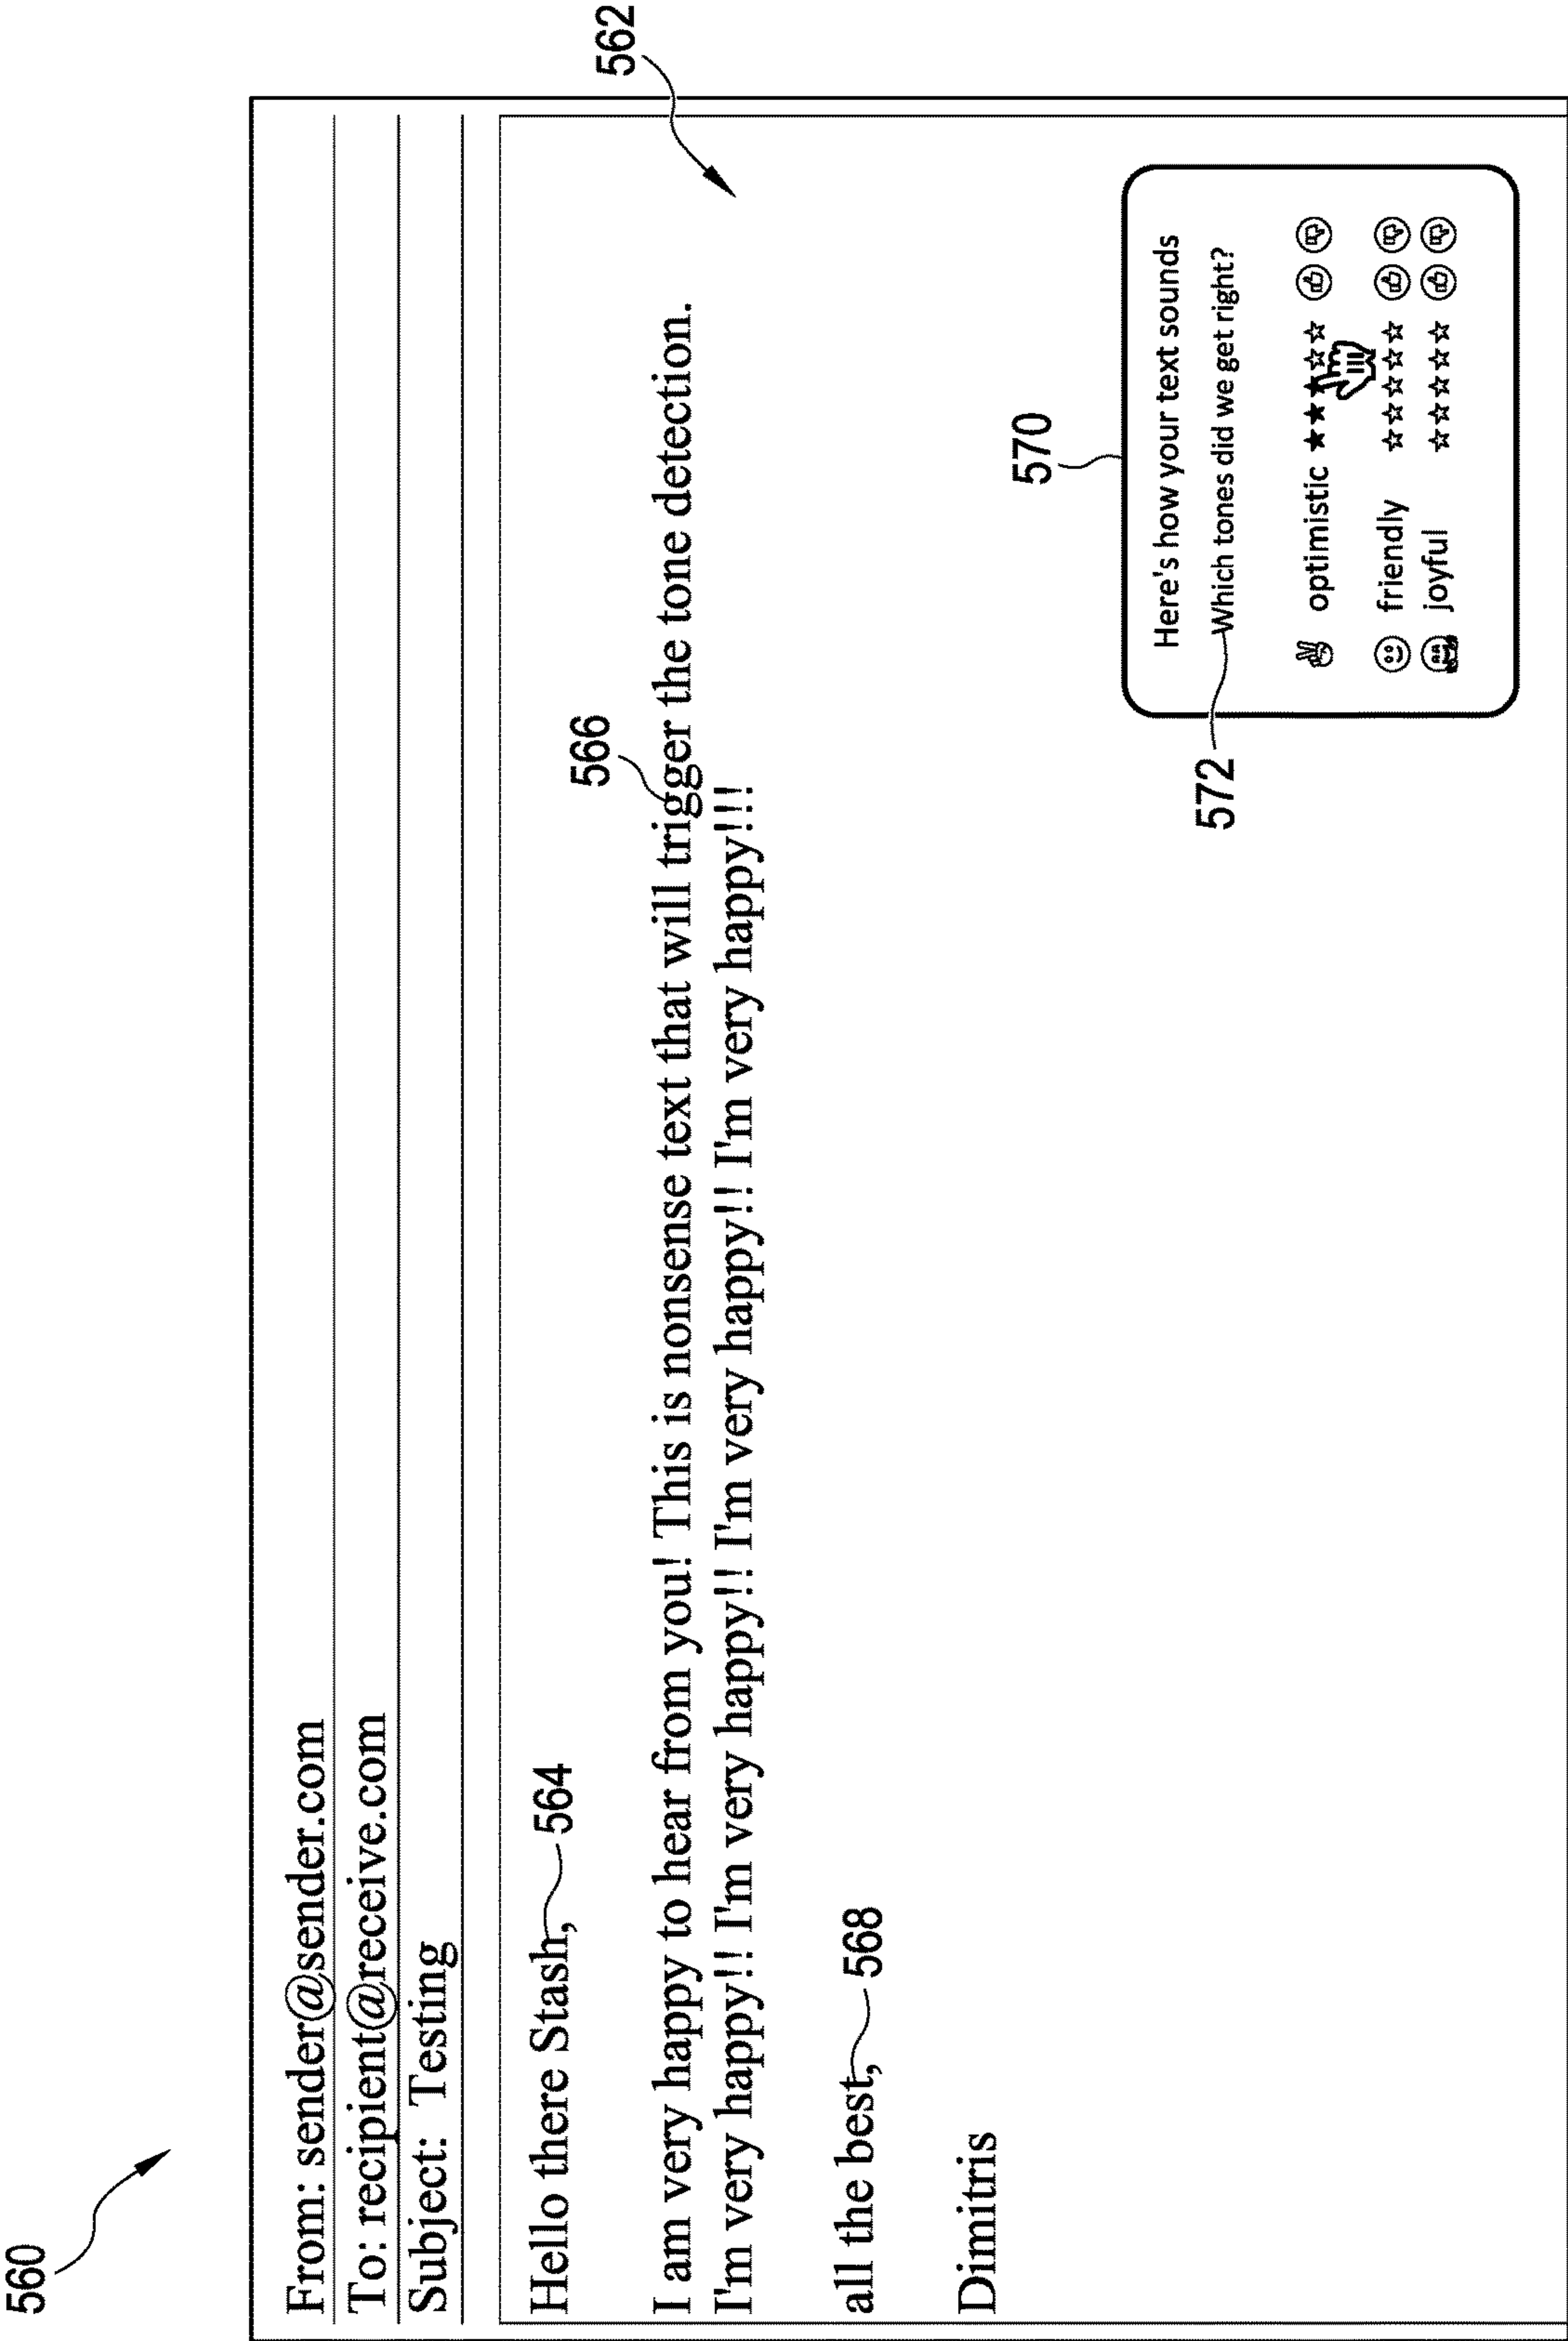 560
From: sender@sender.com
To: recipient@receive.com
Subject: Testing
562
Hello there Stash, 564
566
I am very happy to hear from you! This is nonsense text that will trigger the tone detection.
I'm very happy!! I'm very happy!! I'm very happy!! I'm very happy!! I'm very happy!!!
all the best, 568
Dimitris
570
Here's how your text sounds
572 Which tones did we get right?
optimistic ★★★☆☆
friendly ☆☆☆☆☆
joyful ☆☆☆☆☆